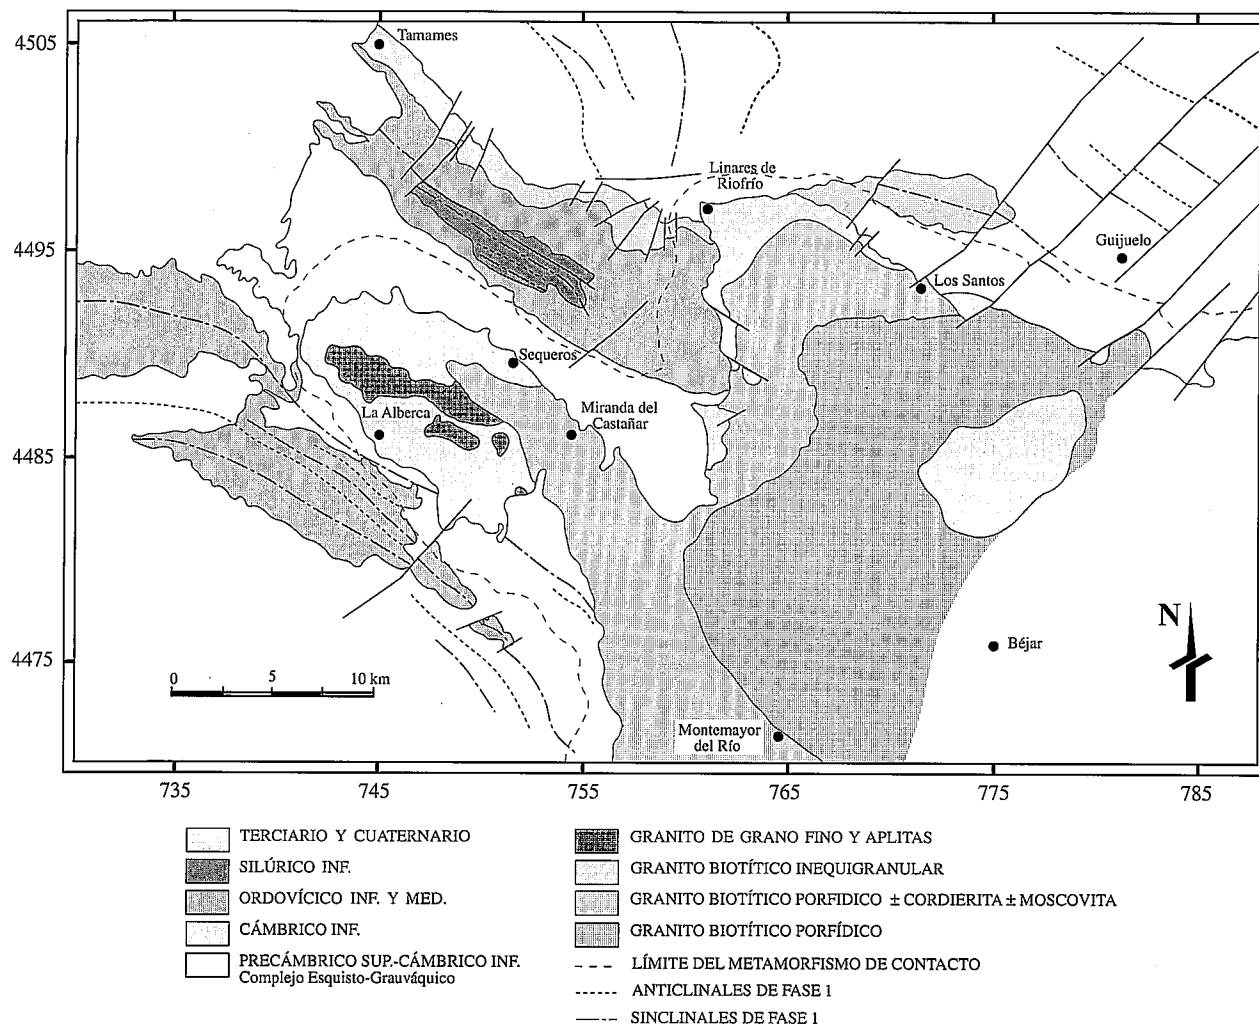 4505
4495
4485
4475
Tamames
Linares de
Riofrío
Guijuelo
Los Santos
Sequeros
La Alberca
Miranda del
Castañar
N
Béjar
0 5 10 km
Montemayor
del Río
735 745 755 765 775 785
TERCIARIO Y CUATERNARIO
SILÚRICO INF.
ORDOVÍCICO INF. Y MED.
CÁMBRICO INF.
PRECÁMBRICO SUP.-CÁMBRICO INF.
Complejo Esquisto-Grauváquico
GRANITO DE GRANO FINO Y APLITAS
GRANITO BIOTÍTICO INEQUIGRANULAR
GRANITO BIOTÍTICO PORFIDICO ± CORDIERITA ± MOSCOVITA
GRANITO BIOTÍTICO PORFÍDICO
LÍMITE DEL METAMORFISMO DE CONTACTO
ANTICLINALES DE FASE 1
SINCLINALES DE FASE 1